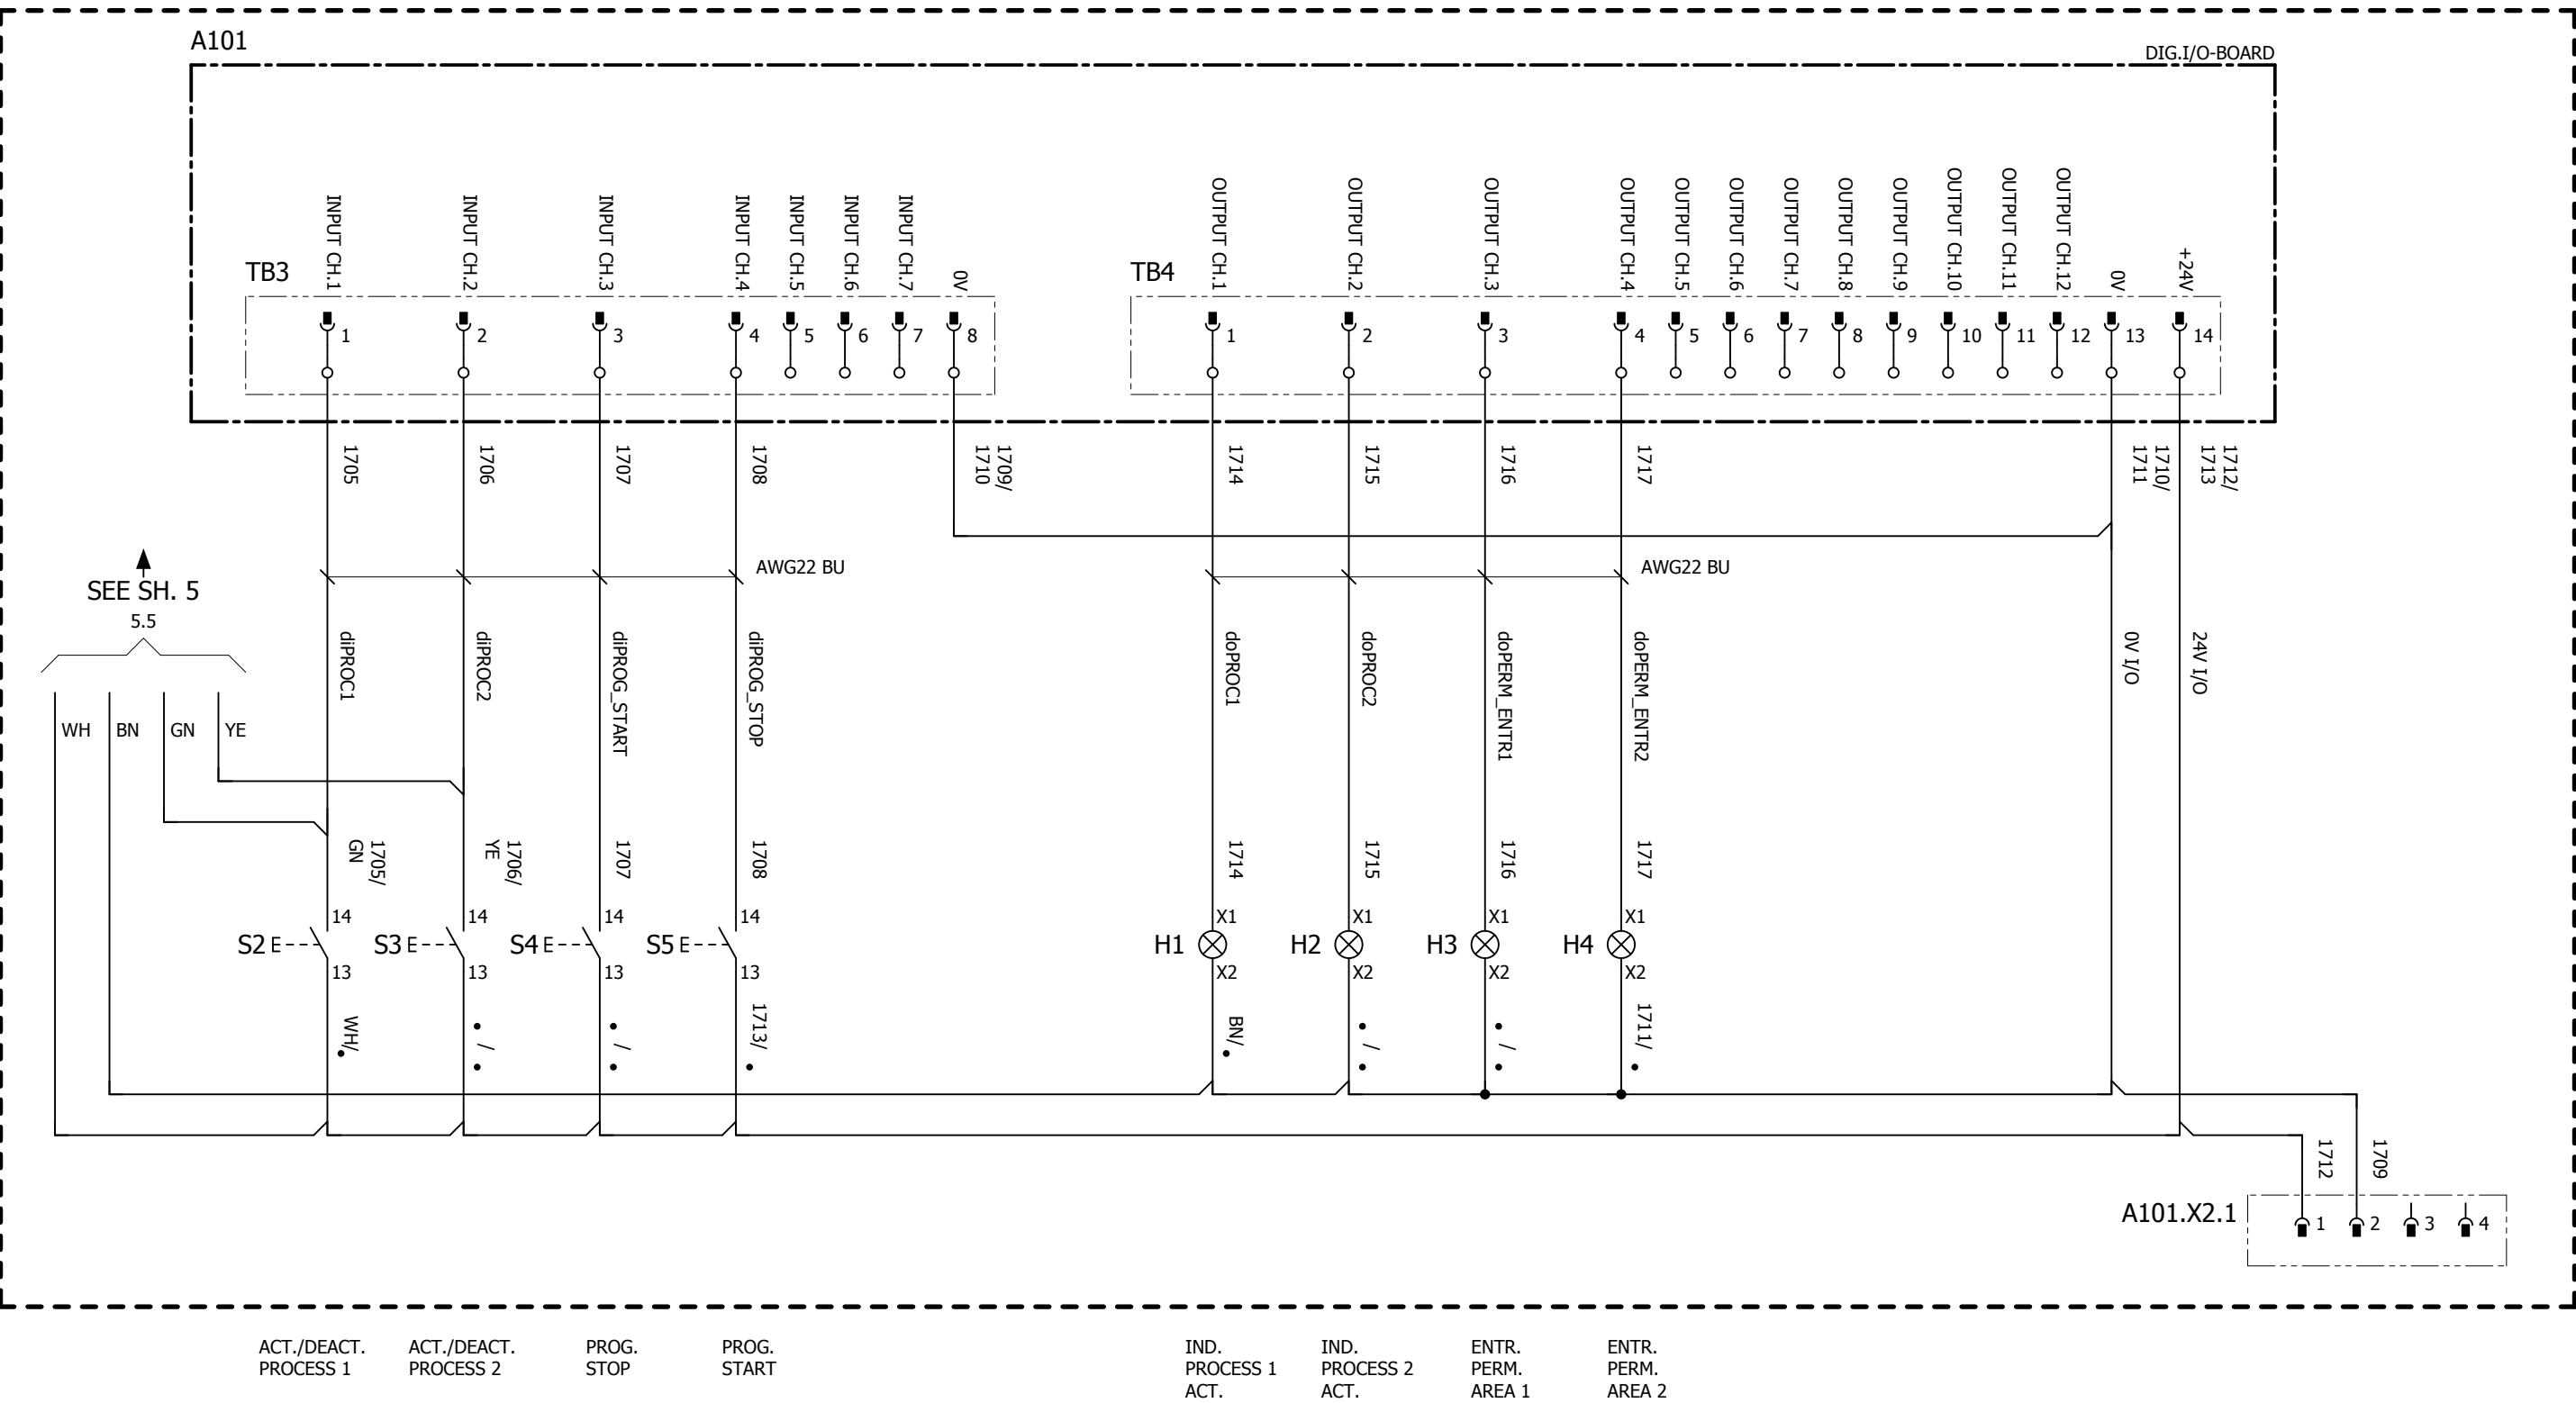 A101
DIG.I/O-BOARD
INPUT CH.1
INPUT CH.2
INPUT CH.3
INPUT CH.4
INPUT CH.5
INPUT CH.6
INPUT CH.7
0V
OUTPUT CH.1
OUTPUT CH.2
OUTPUT CH.3
OUTPUT CH.4
OUTPUT CH.5
OUTPUT CH.6
OUTPUT CH.7
OUTPUT CH.8
OUTPUT CH.9
OUTPUT CH.10
OUTPUT CH.11
OUTPUT CH.12
0V
+24V
TB3
TB4
1 2 3 4 5 6 7 8
1 2 3 4 5 6 7 8 9 10 11 12 13 14
1705
1706
1707
1708
1709/
1710
1714
1715
1716
1717
1710/
1711
1712/
1713
AWG22 BU
AWG22 BU
SEE SH. 5
5.5
diPROC1
diPROC2
diPROG_START
diPROG_STOP
doPROC1
doPROC2
doPERM_ENTR1
doPERM_ENTR2
0V I/O
24V I/O
WH BN GN YE
1705/
GN
1706/
YE
1707
1708
1714
1715
1716
1717
14 14 14 14
X1 X1 X1 X1
S2 S3 S4 S5
H1 H2 H3 H4
13 13 13 13
X2 X2 X2 X2
WH/•
•/•
•/•
1713/•
BN/•
•/•
•/•
1711/•
1712
1709
A101.X2.1
1 2 3 4
ACT./DEACT.
PROCESS 1
ACT./DEACT.
PROCESS 2
PROG.
STOP
PROG.
START
IND.
PROCESS 1
ACT.
IND.
PROCESS 2
ACT.
ENTR.
PERM.
AREA 1
ENTR.
PERM.
AREA 2